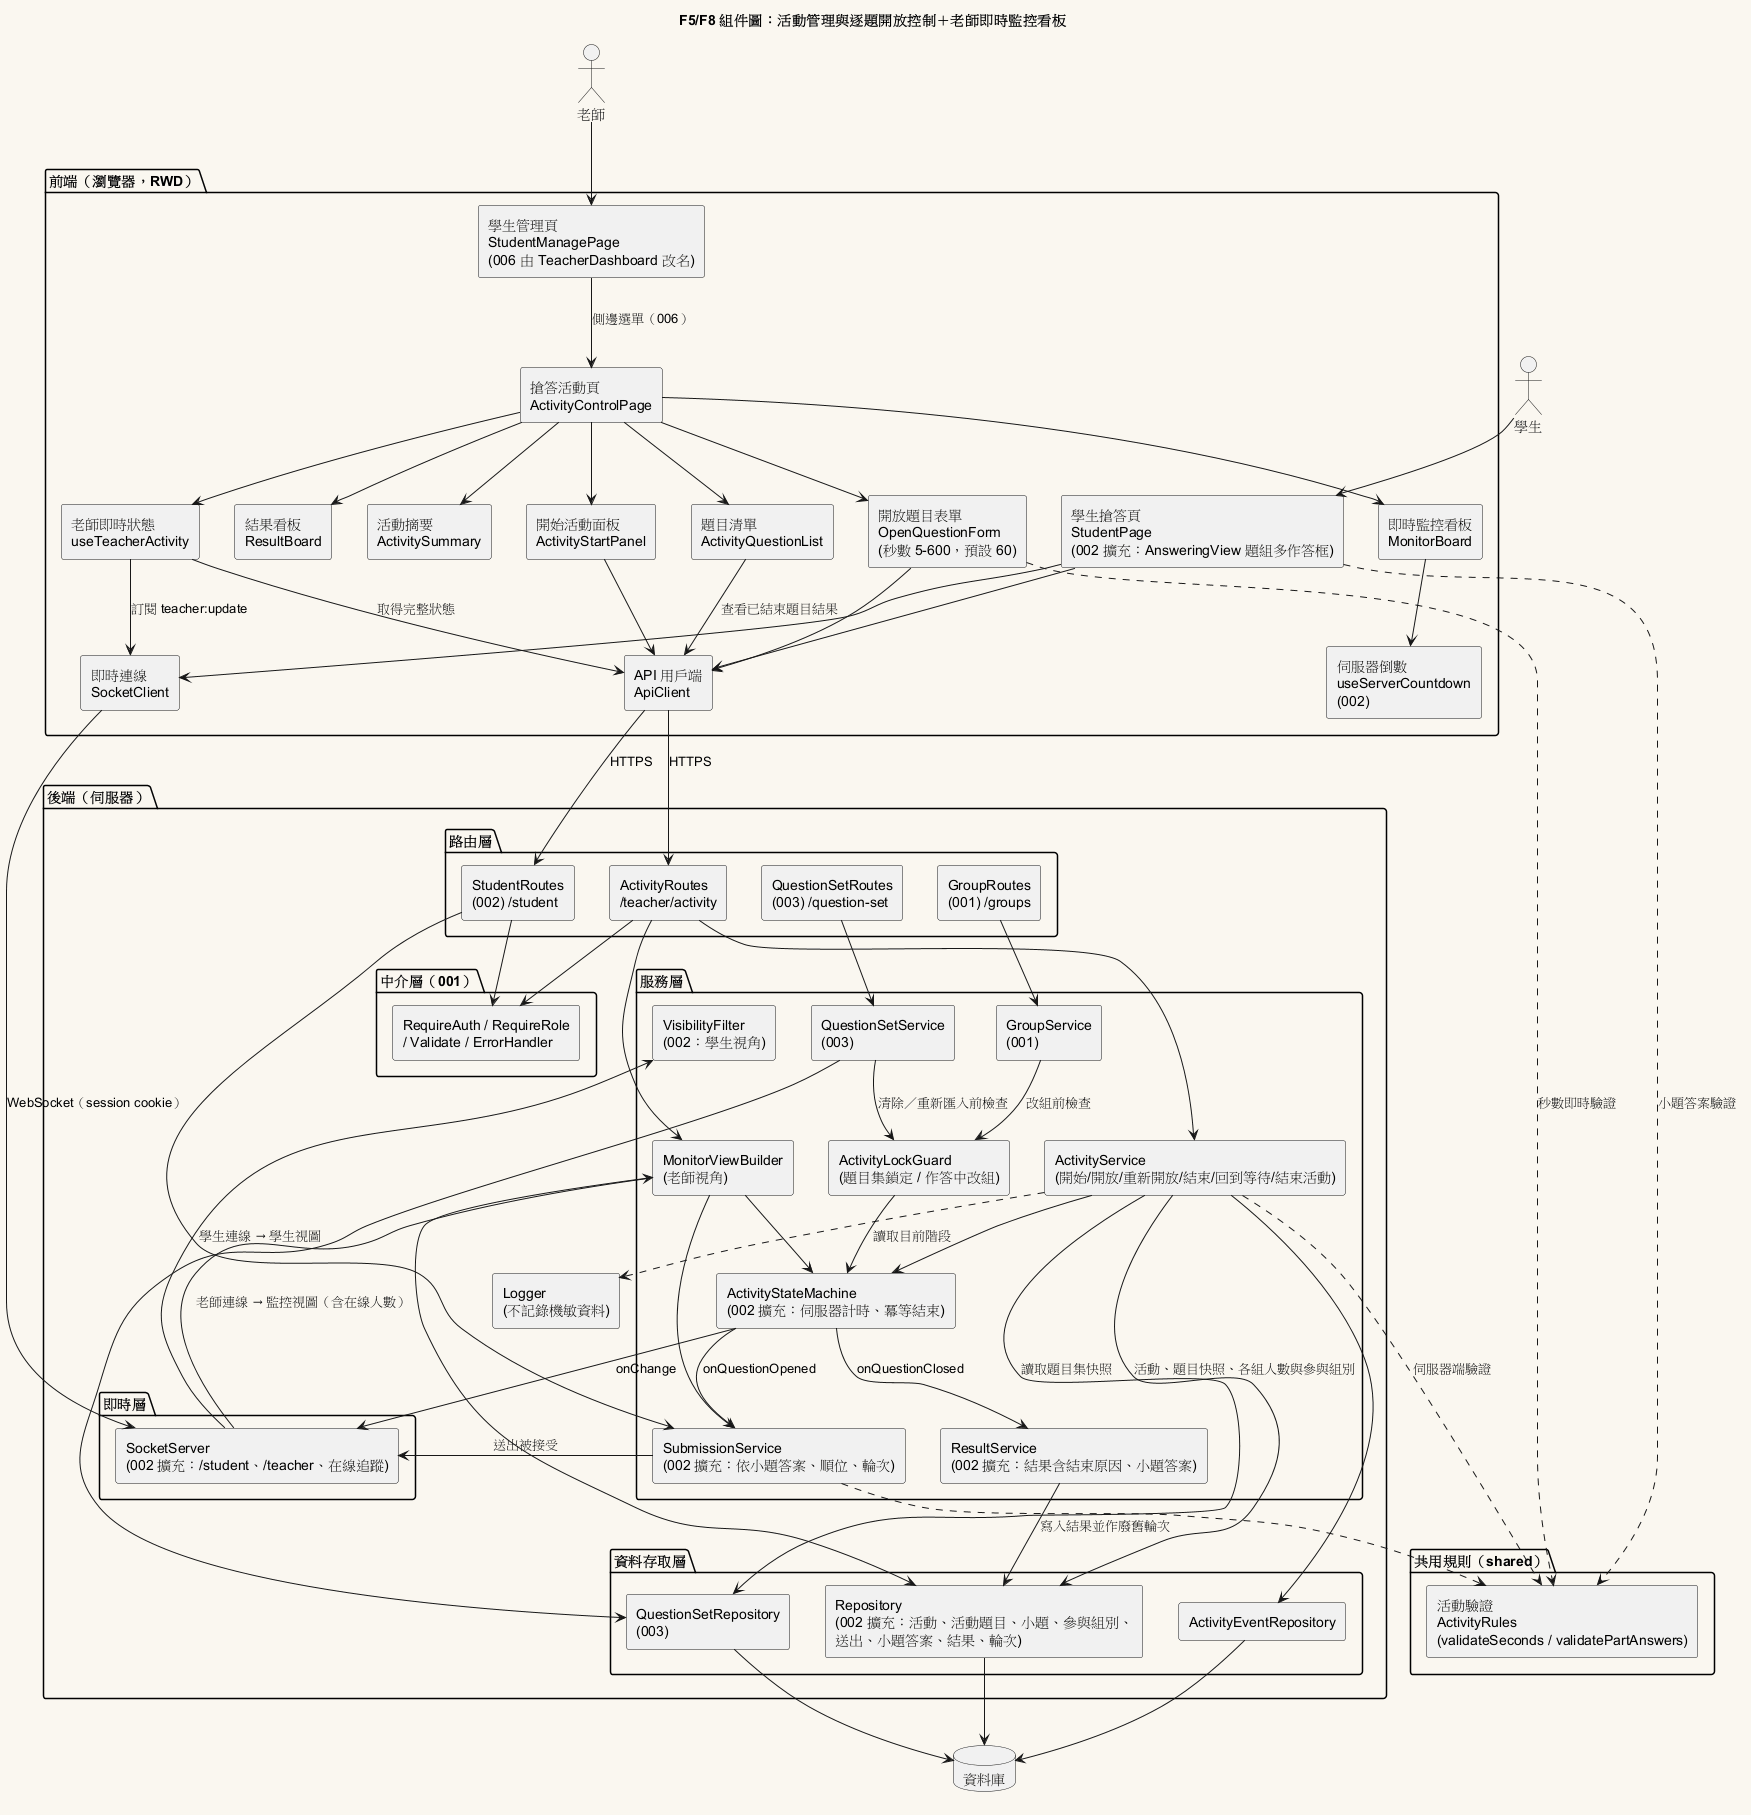 F5/F8 組件圖：活動管理與逐題開放控制＋老師即時監控看板
老師
前端（瀏覽器，RWD）
學生管理頁
StudentManagePage
(006 由 TeacherDashboard 改名)
側邊選單（006）
搶答活動頁
ActivityControlPage
學生
老師即時狀態
useTeacherActivity
結果看板
ResultBoard
活動摘要
ActivitySummary
開始活動面板
ActivityStartPanel
題目清單
ActivityQuestionList
開放題目表單
OpenQuestionForm
(秒數 5-600，預設 60)
學生搶答頁
StudentPage
(002 擴充：AnsweringView 題組多作答框)
即時監控看板
MonitorBoard
訂閱 teacher:update
取得完整狀態
查看已結束題目結果
即時連線
SocketClient
API 用戶端
ApiClient
伺服器倒數
useServerCountdown
(002)
HTTPS
HTTPS
後端（伺服器）
路由層
StudentRoutes
(002) /student
ActivityRoutes
/teacher/activity
QuestionSetRoutes
(003) /question-set
GroupRoutes
(001) /groups
中介層（001）
RequireAuth / RequireRole
/ Validate / ErrorHandler
服務層
VisibilityFilter
(002：學生視角)
QuestionSetService
(003)
GroupService
(001)
WebSocket（session cookie）
清除／重新匯入前檢查
改組前檢查
秒數即時驗證
小題答案驗證
MonitorViewBuilder
(老師視角)
ActivityLockGuard
(題目集鎖定 / 作答中改組)
ActivityService
(開始/開放/重新開放/結束/回到等待/結束活動)
學生連線 → 學生視圖
讀取目前階段
老師連線 → 監控視圖（含在線人數）
Logger
(不記錄機敏資料)
ActivityStateMachine
(002 擴充：伺服器計時、冪等結束)
onChange
onQuestionOpened
onQuestionClosed
讀取題目集快照
活動、題目快照、各組人數與參與組別
伺服器端驗證
即時層
SocketServer
(002 擴充：/student、/teacher、在線追蹤)
送出被接受
SubmissionService
(002 擴充：依小題答案、順位、輪次)
ResultService
(002 擴充：結果含結束原因、小題答案)
寫入結果並作廢舊輪次
資料存取層
QuestionSetRepository
(003)
Repository
(002 擴充：活動、活動題目、小題、參與組別、
送出、小題答案、結果、輪次)
ActivityEventRepository
共用規則（shared）
活動驗證
ActivityRules
(validateSeconds / validatePartAnswers)
資料庫